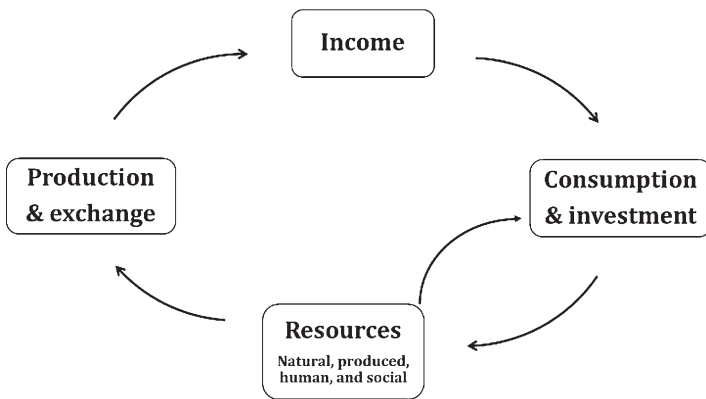 Income
Production
& exchange
Consumption
& investment
Resources
Natural, produced,
human, and social